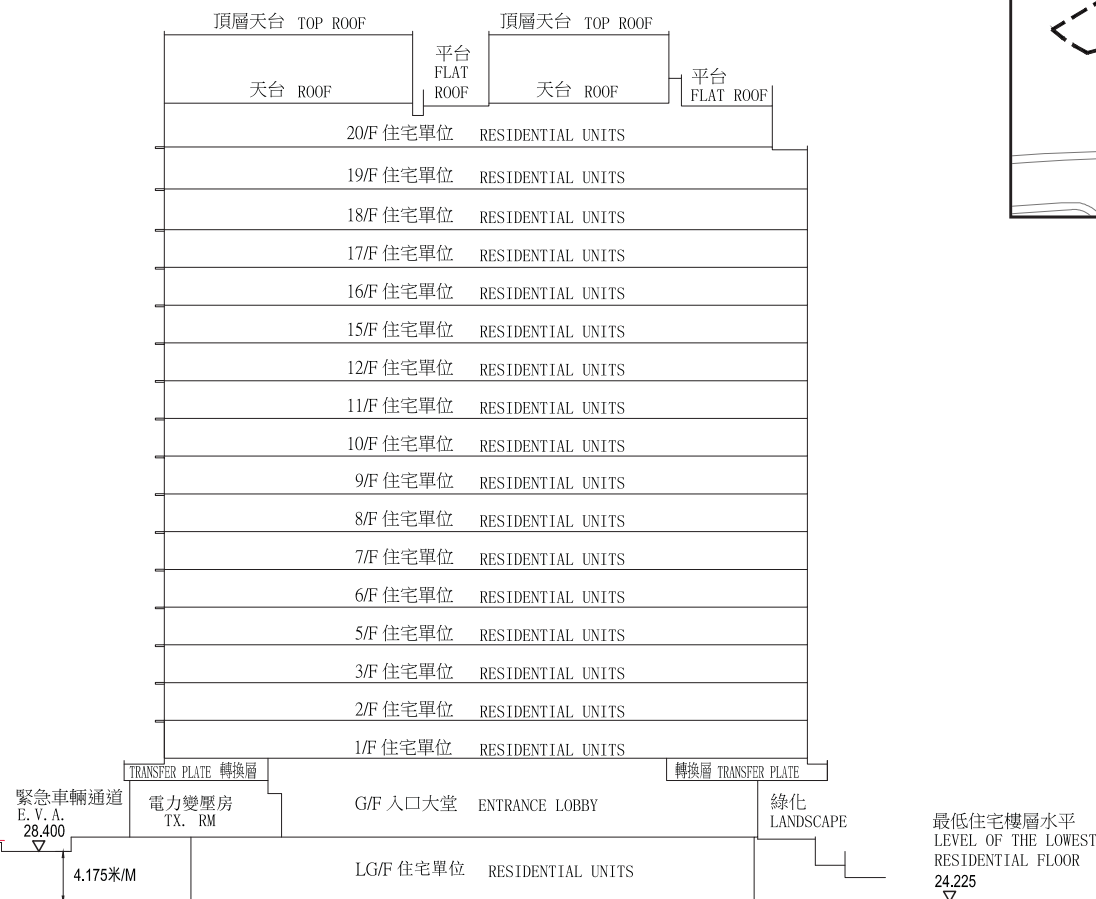 頂層天台 TOP ROOF
頂層天台 TOP ROOF
平台
FLAT
ROOF
平台
FLAT ROOF
天台 ROOF
天台 ROOF
20/F 住宅單位 RESIDENTIAL UNITS
19/F 住宅單位 RESIDENTIAL UNITS
18/F 住宅單位 RESIDENTIAL UNITS
17/F 住宅單位 RESIDENTIAL UNITS
16/F 住宅單位 RESIDENTIAL UNITS
15/F 住宅單位 RESIDENTIAL UNITS
12/F 住宅單位 RESIDENTIAL UNITS
11/F 住宅單位 RESIDENTIAL UNITS
10/F 住宅單位 RESIDENTIAL UNITS
9/F 住宅單位 RESIDENTIAL UNITS
8/F 住宅單位 RESIDENTIAL UNITS
7/F 住宅單位 RESIDENTIAL UNITS
6/F 住宅單位 RESIDENTIAL UNITS
5/F 住宅單位 RESIDENTIAL UNITS
3/F 住宅單位 RESIDENTIAL UNITS
2/F 住宅單位 RESIDENTIAL UNITS
1/F 住宅單位 RESIDENTIAL UNITS
TRANSFER PLATE 轉換層
轉換層 TRANSFER PLATE
緊急車輛通道
E.V.A.
28.400
電力變壓房
TX. RM
G/F 入口大堂 ENTRANCE LOBBY
綠化
LANDSCAPE
最低住宅樓層水平
LEVEL OF THE LOWEST
RESIDENTIAL FLOOR
24.225
4.175米/M
LG/F 住宅單位 RESIDENTIAL UNITS